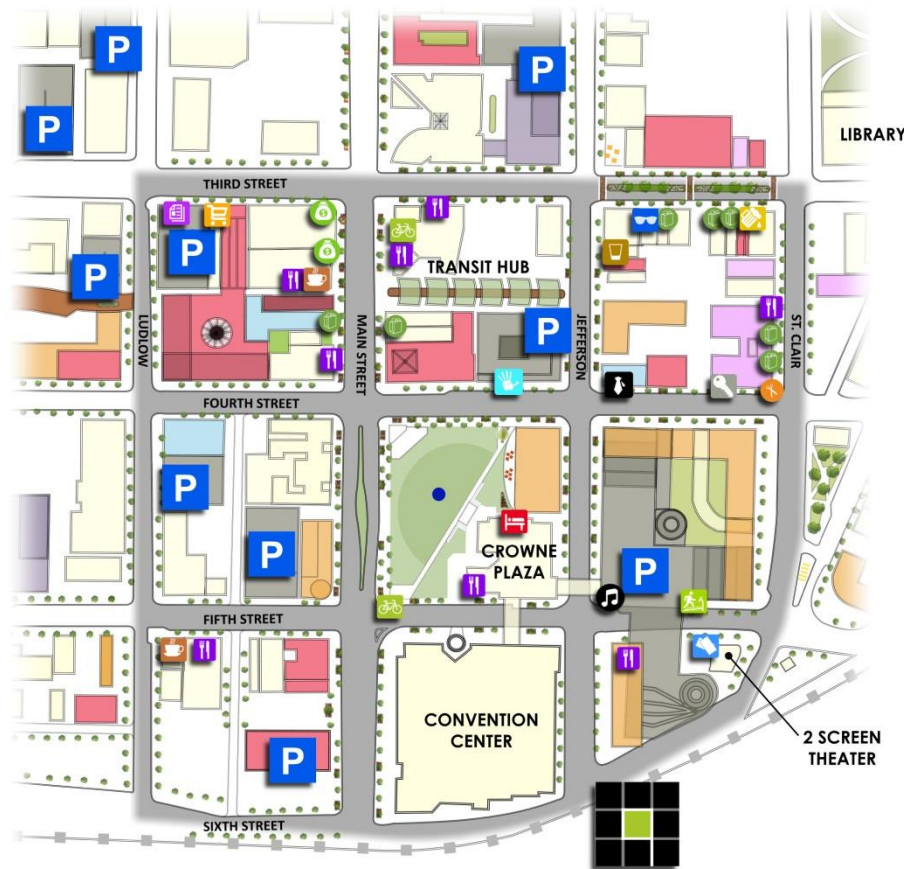 P
P
P
LIBRARY
THIRD STREET
P
P
TRANSIT HUB
P
LUDLOW
MAIN STREET
JEFFERSON
ST. CLAIR
FOURTH STREET
P
P
CROWNE
PLAZA
P
FIFTH STREET
CONVENTION
CENTER
2 SCREEN
THEATER
P
SIXTH STREET